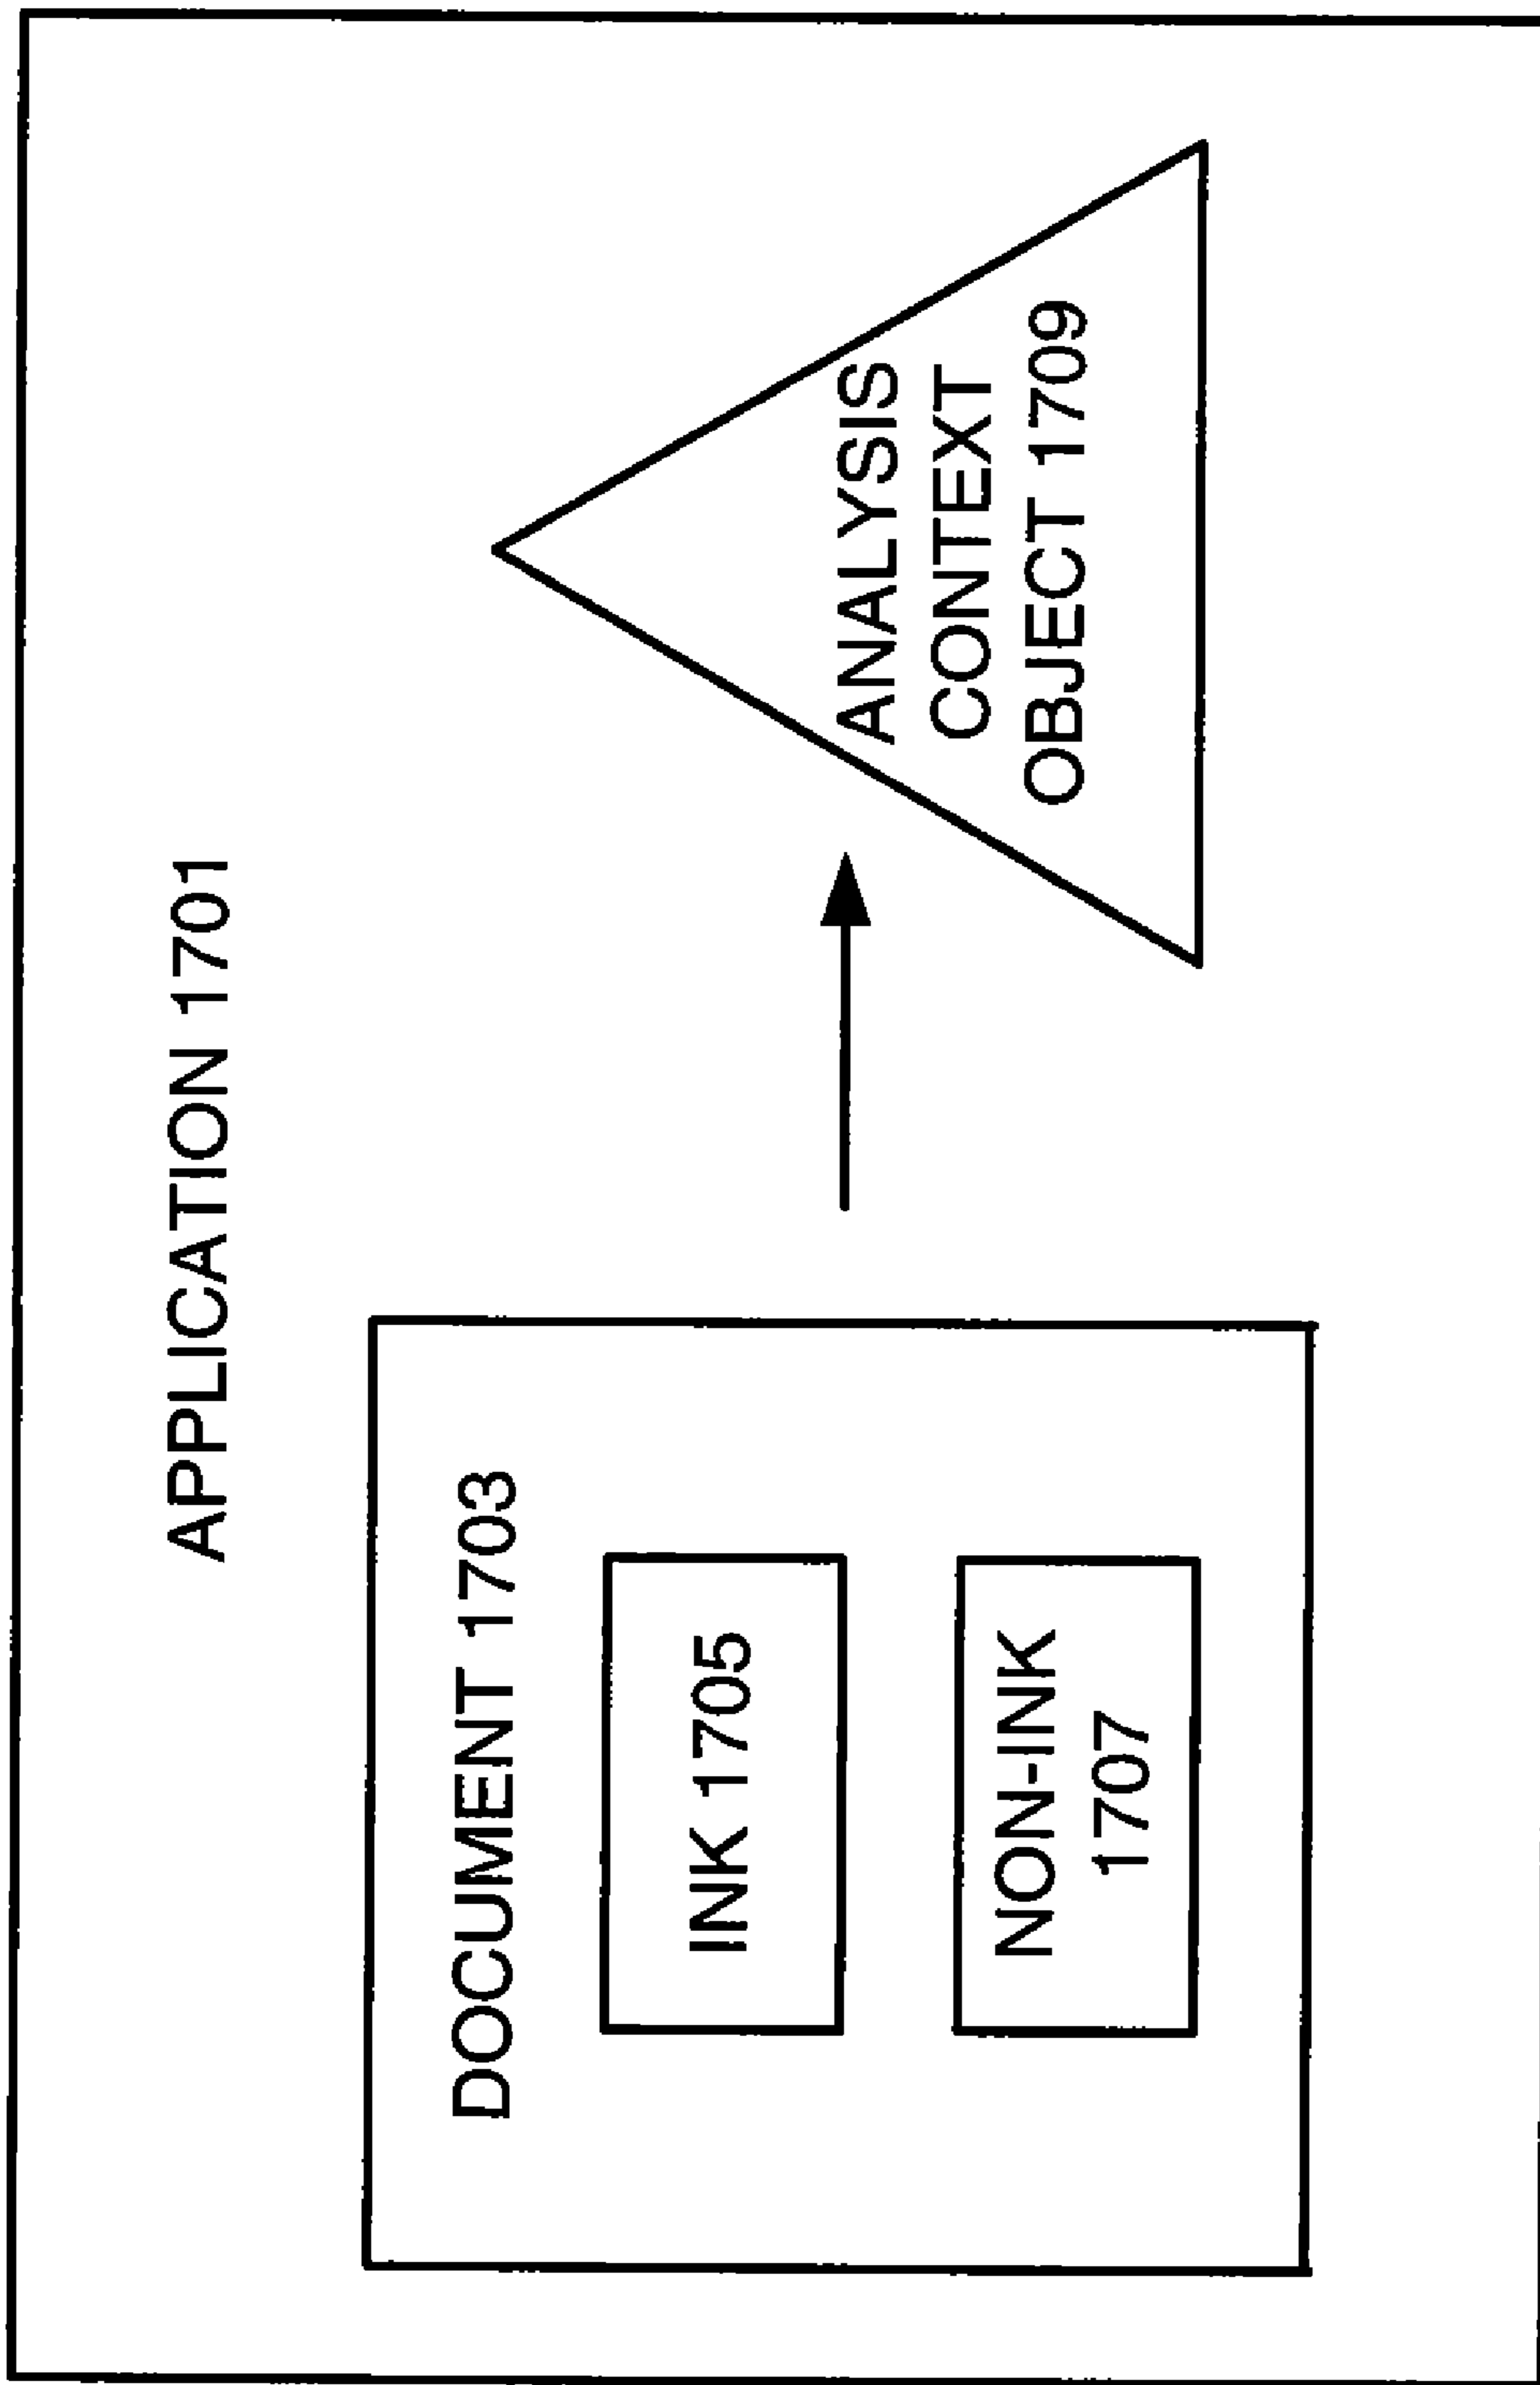 APPLICATION 1701
DOCUMENT 1703
INK 1705
NON-INK
1707
ANALYSIS
CONTEXT
OBJECT 1709